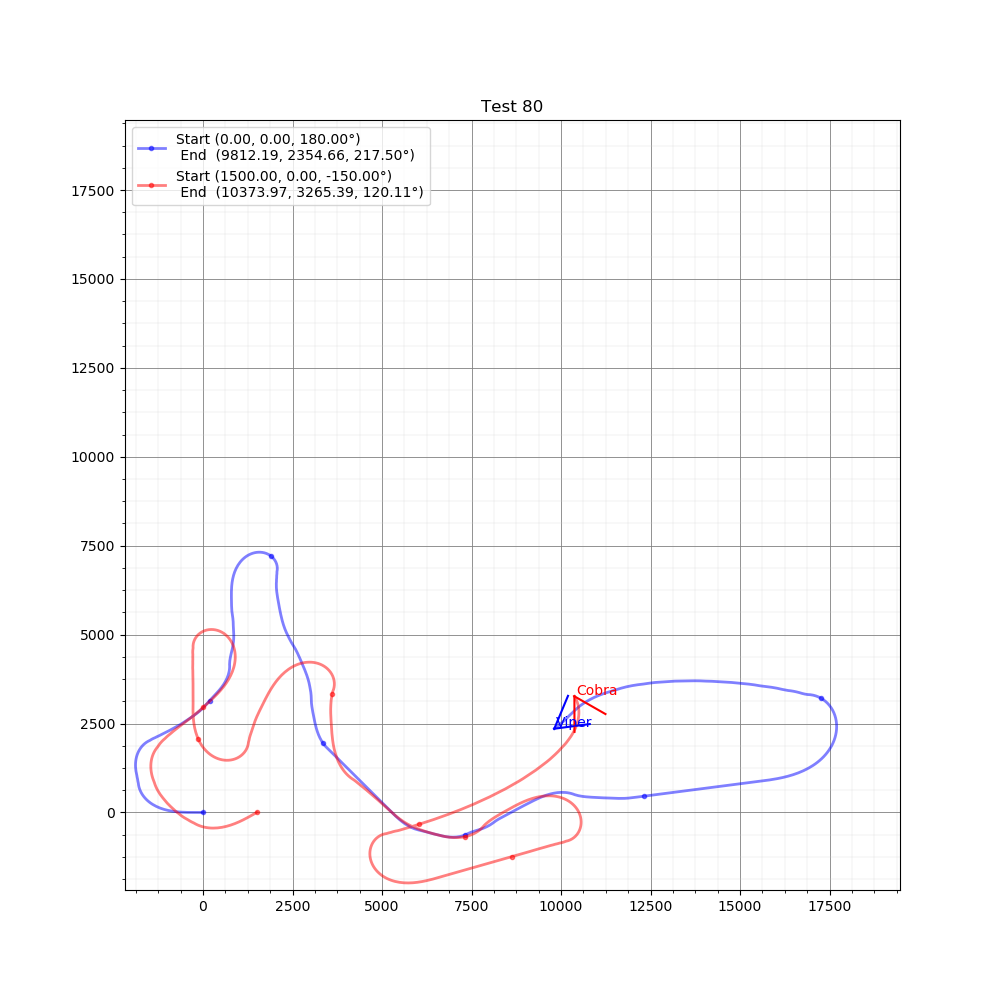 Test 80
Start (0.00, 0.00, 180.00°)
End (9812.19, 2354.66, 217.50°)
Start (1500.00, 0.00, -150.00°)
End (10373.97, 3265.39, 120.11°)
17500
15000
12500
10000
7500
5000
2500
0
Cobra
Viper
0 2500 5000 7500 10000 12500 15000 17500